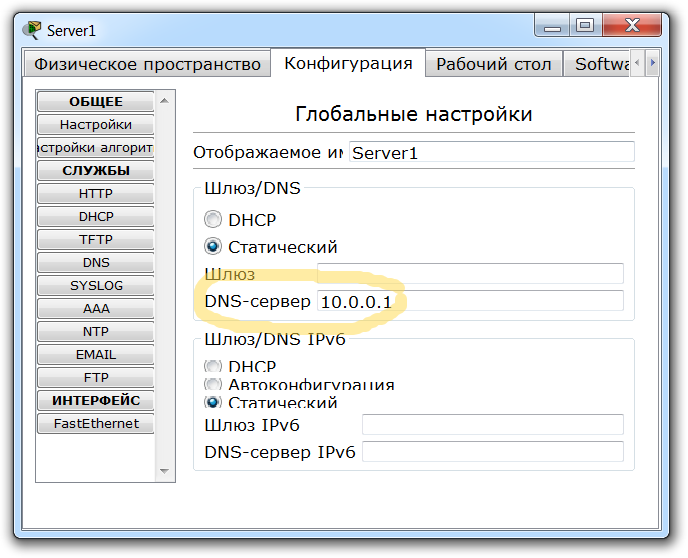 Server1
Физическое пространство Конфигурация Рабочий стол Softwa
ОБЩЕЕ
Настройки
астройки алгорит
СЛУЖБЫ
HTTP
DHCP
TFTP
DNS
SYSLOG
AAA
NTP
EMAIL
FTP
ИНТЕРФЕЙС
FastEthernet
Глобальные настройки
Отображаемое им Server1
Шлюз/DNS
DHCP
Статический
Шлюз
DNS-сервер 10.0.0.1
Шлюз/DNS IPv6
DHCP
Автоконфигурация
Статический
Шлюз IPv6
DNS-сервер IPv6